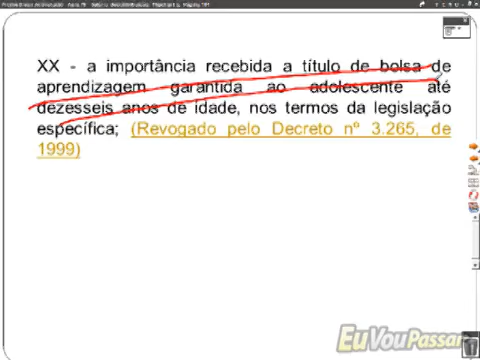 XX - a importância recebida a título de bolsa de
aprendizagem garantida ao adolescente até
dezesseis anos de idade, nos termos da legislação
específica; (Revogado pelo Decreto nº 3.265, de
1999)
EuVouPassar